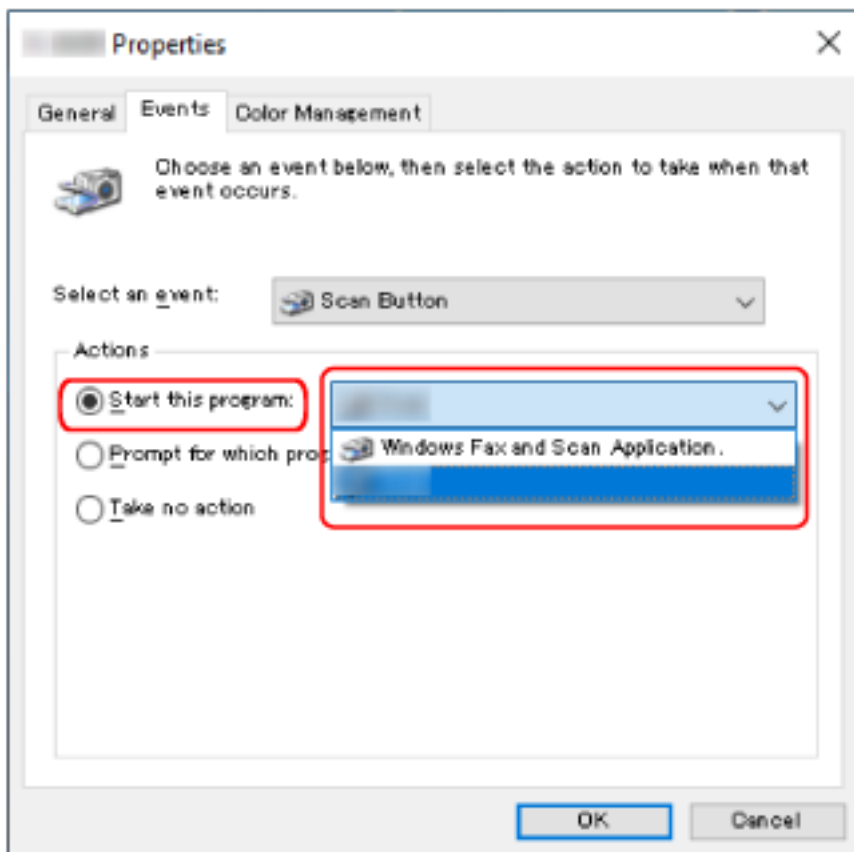 Properties
General Events Color Management
Choose an event below, then select the action to take when that
event occurs.
Select an event:
Scan Button
Actions
Start this program:
Prompt for which
Windows Fax and Scan Application.
Take no action
OK Cancel